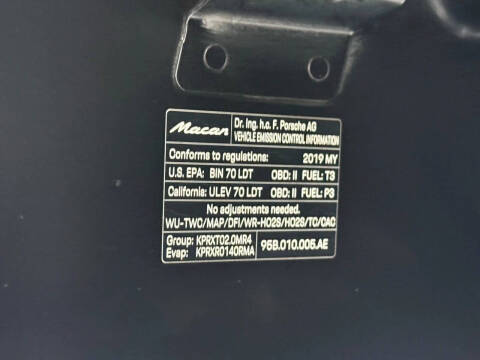 Macan
Dr. Ing. h.c. F. Porsche AG
VEHICLE EMISSION CONTROL INFORMATION
Conforms to regulations: 2019 MY
U.S. EPA: BIN 70 LDT OBD: II FUEL: T3
California: ULEV 70 LDT OBD: II FUEL: P3
No adjustments needed.
WU-TWC/MAP/DFI/WR-HO2S/HO2S/TC/CAC
Group: KPRXT02.0MR4
Evap: KPRXR0140RMA
95B.010.005.AE